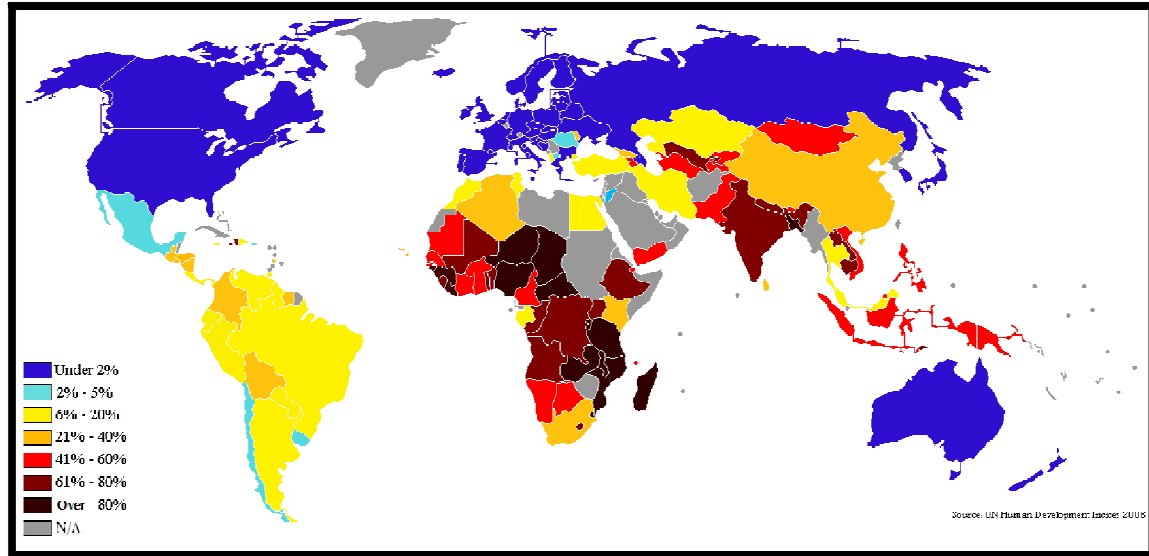 Under 2%
2% - 5%
6% - 20%
21% - 40%
41% - 60%
61% - 80%
Over 80%
N/A
Source: UN Human Development Indices 2008